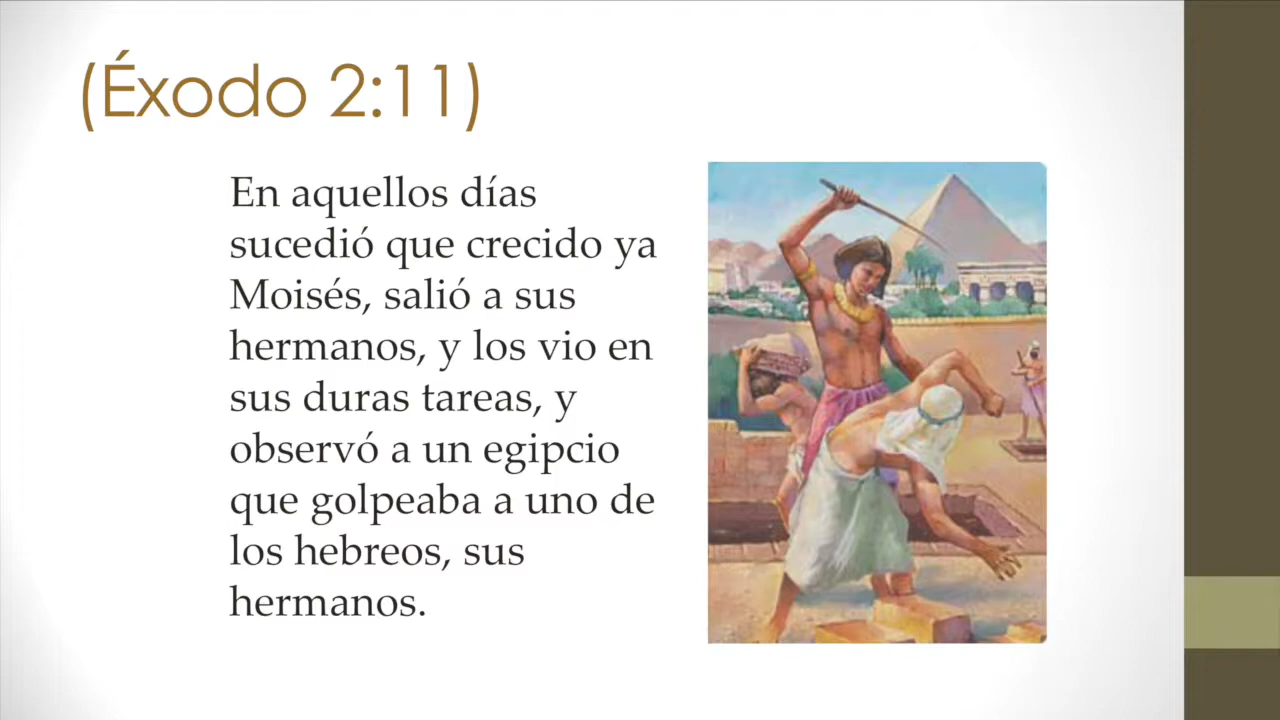 (Éxodo 2:11)
En aquellos días
sucedió que crecido ya
Moisés, salió a sus
hermanos, y los vio en
sus duras tareas, y
observó a un egipcio
que golpeaba a uno de
los hebreos, sus
hermanos.